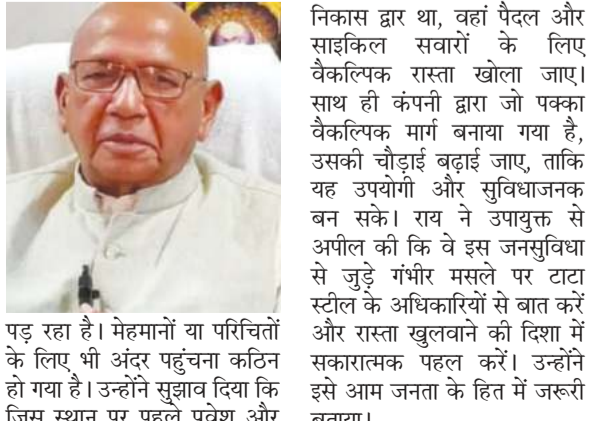 पड़ रहा है। मेहमानों या परिचितों
के लिए भी अंदर पहुंचना कठिन
हो गया है। उन्होंने सुझाव दिया कि
जिस स्थान पर पहले प्रवेश और
निकास द्वार था, वहां पैदल और
साइकिल सवारों के लिए
वैकल्पिक रास्ता खोला जाए।
साथ ही कंपनी द्वारा जो पक्का
वैकल्पिक मार्ग बनाया गया है,
उसकी चौड़ाई बढ़ाई जाए, ताकि
यह उपयोगी और सुविधाजनक
बन सके। राय ने उपायुक्त से
अपील की कि वे इस जनसुविधा
से जुड़े गंभीर मसले पर टाटा
स्टील के अधिकारियों से बात करें
और रास्ता खुलवाने की दिशा में
सकारात्मक पहल करें। उन्होंने
इसे आम जनता के हित में जरूरी
बताया।